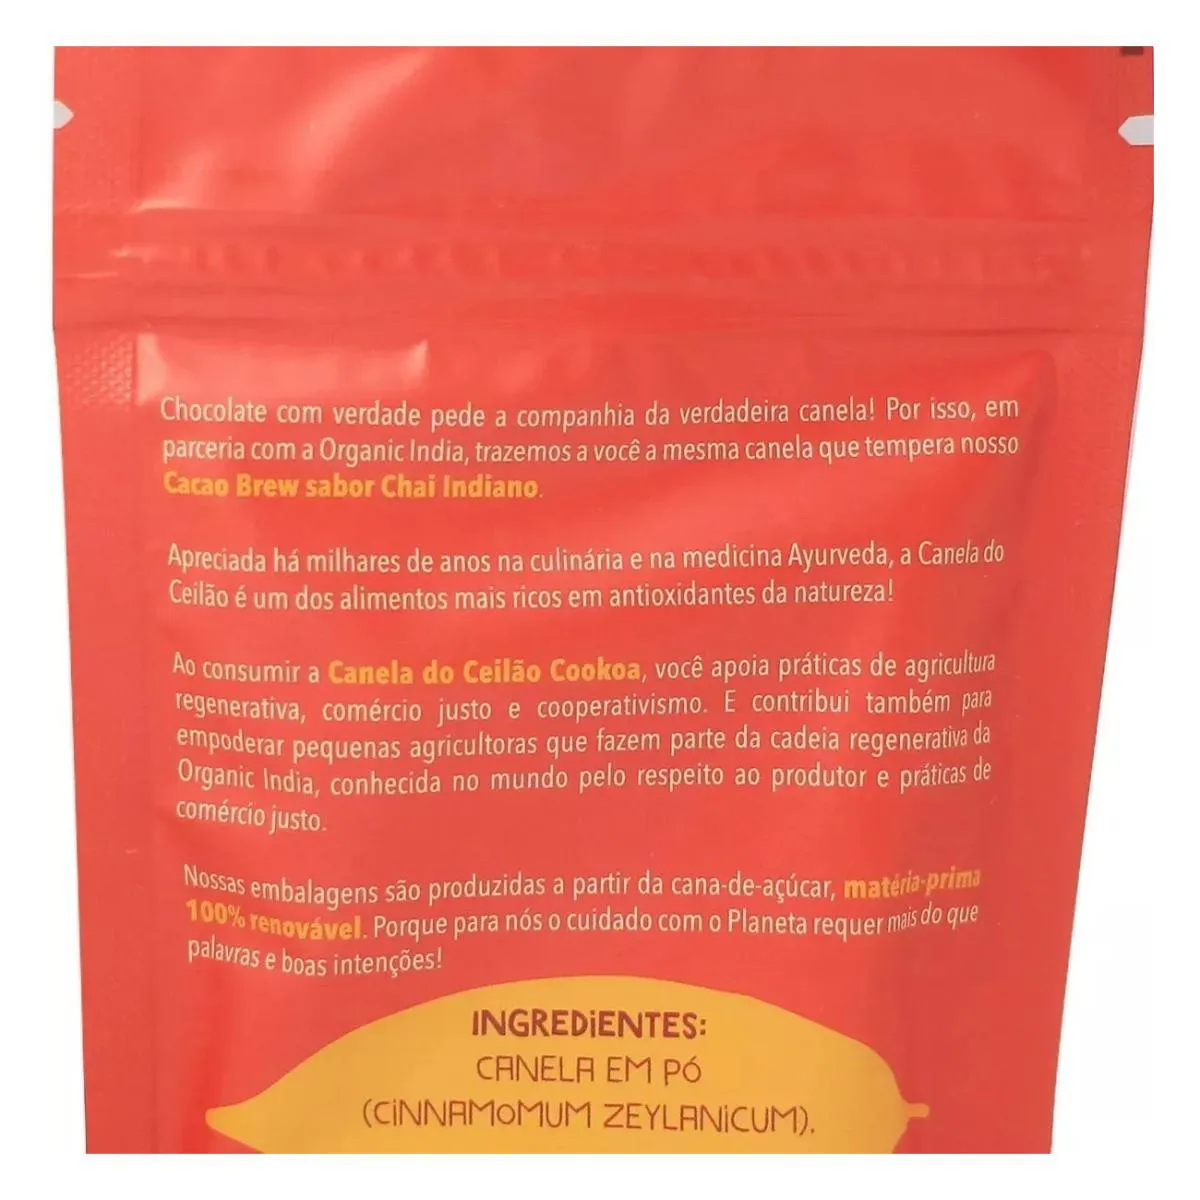 Chocolate com verdade pede a companhia da verdadeira canela! Por isso, em
parceria com a Organic India, trazemos a você a mesma canela que tempera nosso
Cacao Brew sabor Chai Indiano.
Apreciada há milhares de anos na culinária e na medicina Ayurveda, a Canela do
Ceilão é um dos alimentos mais ricos em antioxidantes da natureza!
Ao consumir a Canela do Ceilão Cookoa, você apoia práticas de agricultura
regenerativa, comércio justo e cooperativismo. E contribui também para
empoderar pequenas agricultoras que fazem parte da cadeia regenerativa da
Organic India, conhecida no mundo pelo respeito ao produtor e práticas de
comércio justo.
Nossas embalagens são produzidas a partir da cana-de-açúcar, matéria-prima
100% renovável. Porque para nós o cuidado com o Planeta requer mais do que
palavras e boas intenções!
INGREDiENTES:
CANELA EM PÓ
(CiNNAMOMUM ZEYLANiCUM).